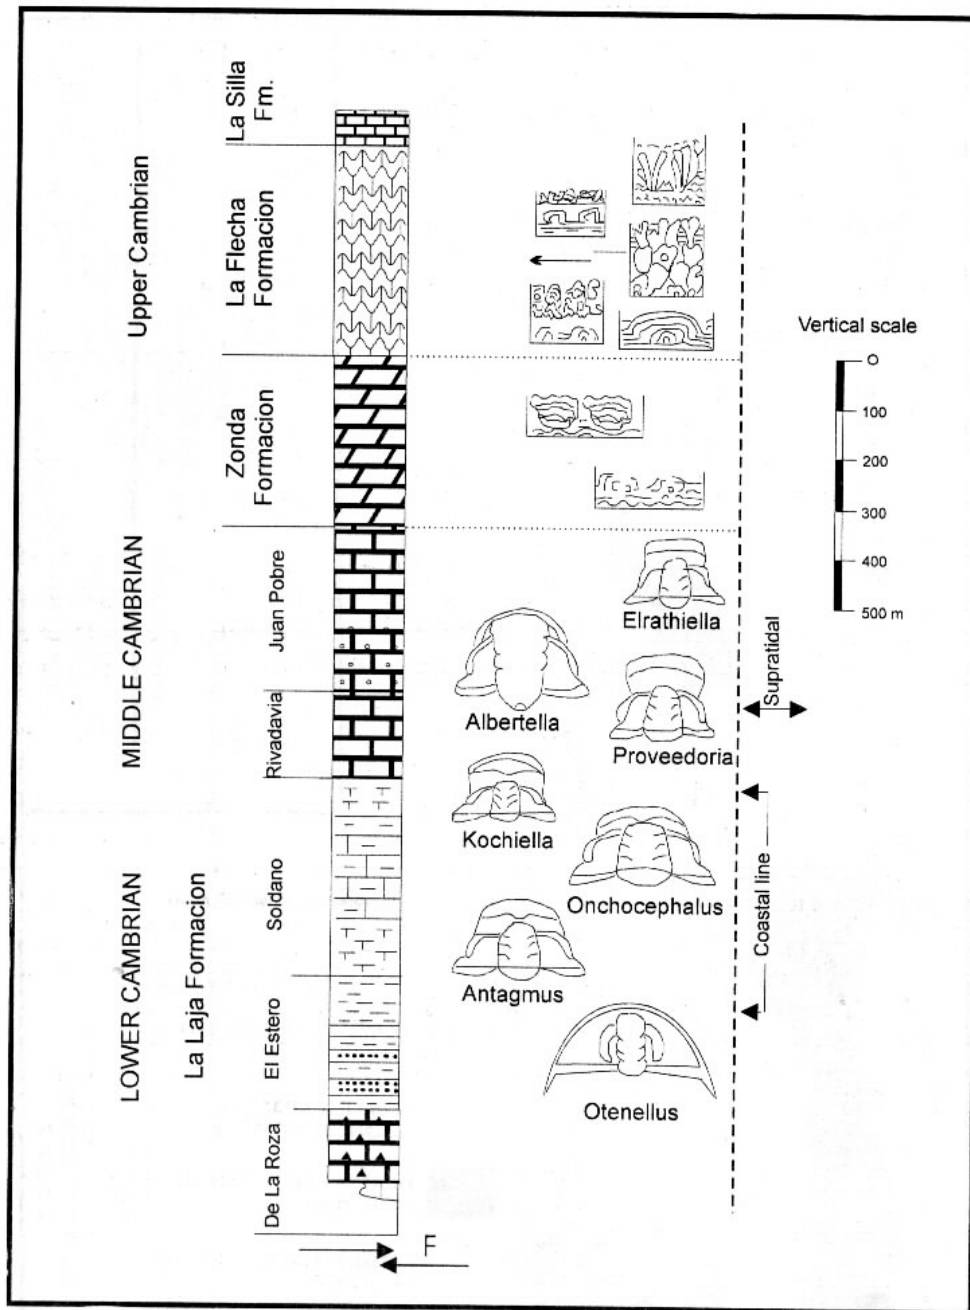 La Silla
Fm.
Upper Cambrian
La Flecha
Formacion
Zonda
Formacion
MIDDLE CAMBRIAN
Juan Pobre
Rivadavia
LOWER CAMBRIAN
La Laja Formacion
Soldano
El Estero
De La Roza
F
Elrathiella
Albertella
Proveedoria
Kochiella
Onchocephalus
Antagmus
Otenellus
Supratidal
Coastal line
Vertical scale
O
100
200
300
400
500 m